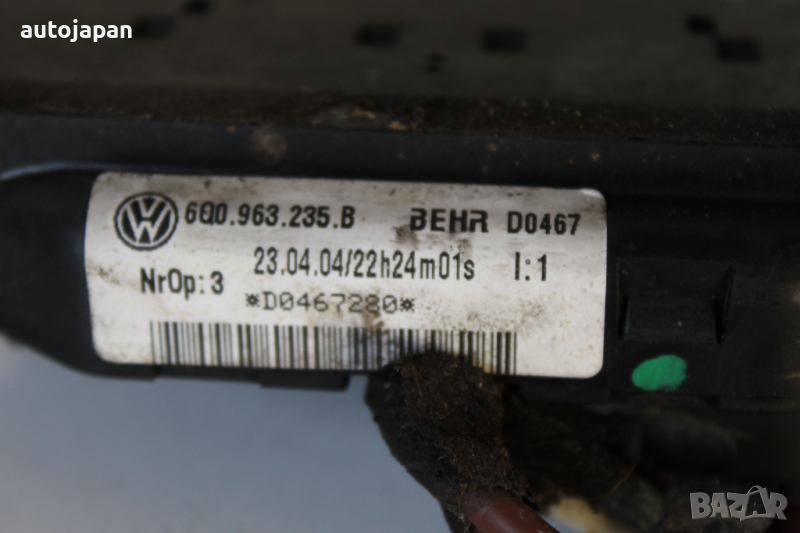 autojapan
6Q0.963.235.B BEHR D0467
23.04.04/22h24m01s I:1
NrOp:3 *D0467280*
BAZAR